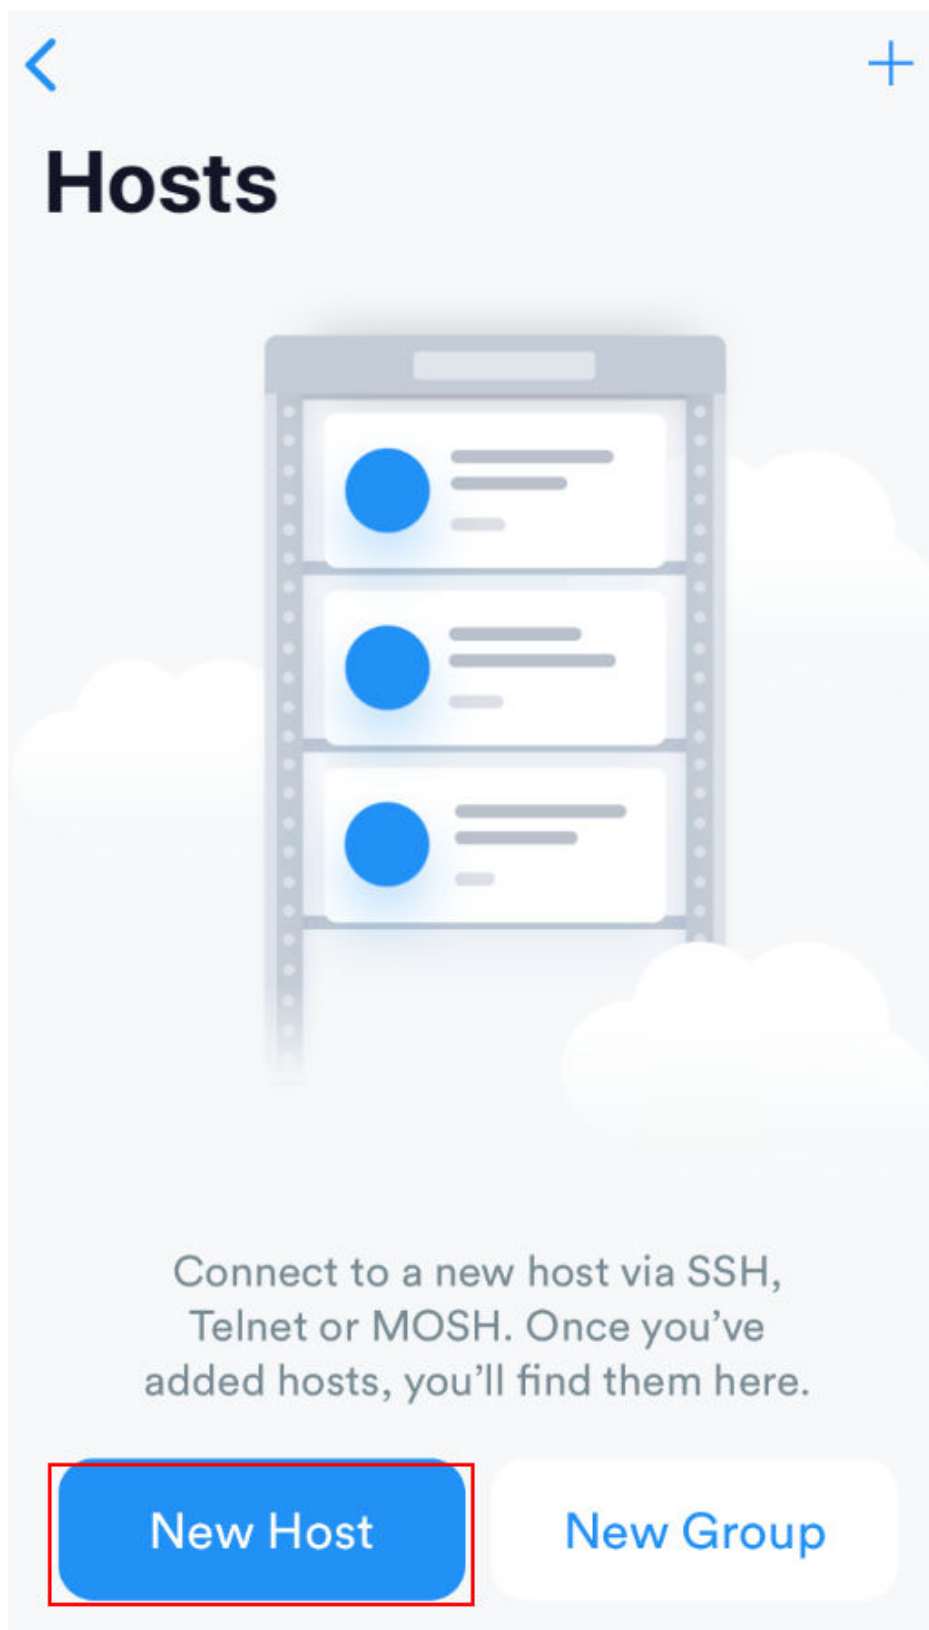 Hosts
Connect to a new host via SSH,
Telnet or MOSH. Once you've
added hosts, you'll find them here.
New Host
New Group